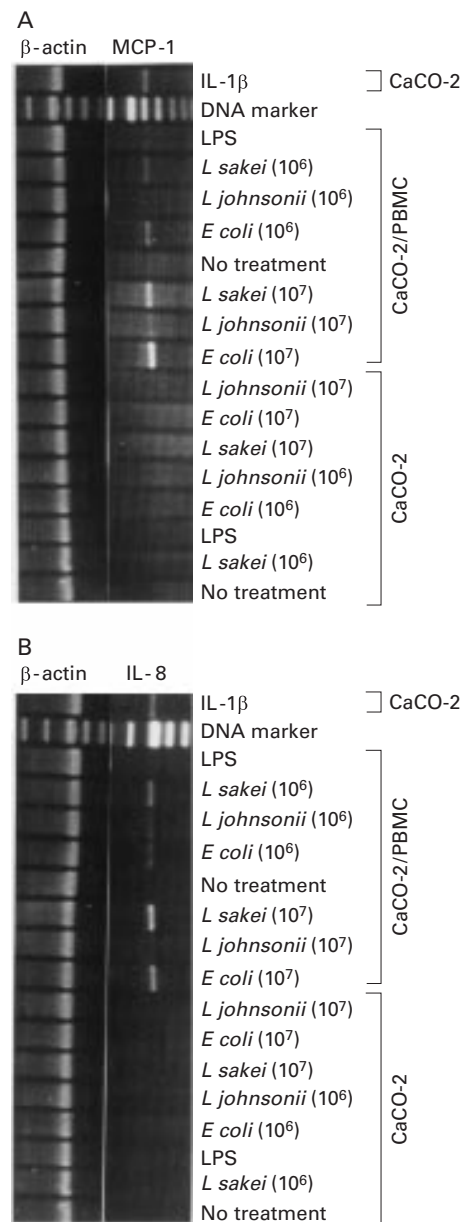 A
β-actin MCP-1
IL-1β
CaCO-2
DNA marker
LPS
L sakei (10⁶)
L johnsonii (10⁶)
E coli (10⁶)
No treatment
L sakei (10⁷)
L johnsonii (10⁷)
E coli (10⁷)
CaCO-2/PBMC
L johnsonii (10⁷)
E coli (10⁷)
L sakei (10⁷)
L johnsonii (10⁶)
E coli (10⁶)
LPS
L sakei (10⁶)
No treatment
CaCO-2
B
β-actin IL-8
IL-1β
CaCO-2
DNA marker
LPS
L sakei (10⁶)
L johnsonii (10⁶)
E coli (10⁶)
No treatment
L sakei (10⁷)
L johnsonii (10⁷)
E coli (10⁷)
CaCO-2/PBMC
L johnsonii (10⁷)
E coli (10⁷)
L sakei (10⁷)
L johnsonii (10⁶)
E coli (10⁶)
LPS
L sakei (10⁶)
No treatment
CaCO-2